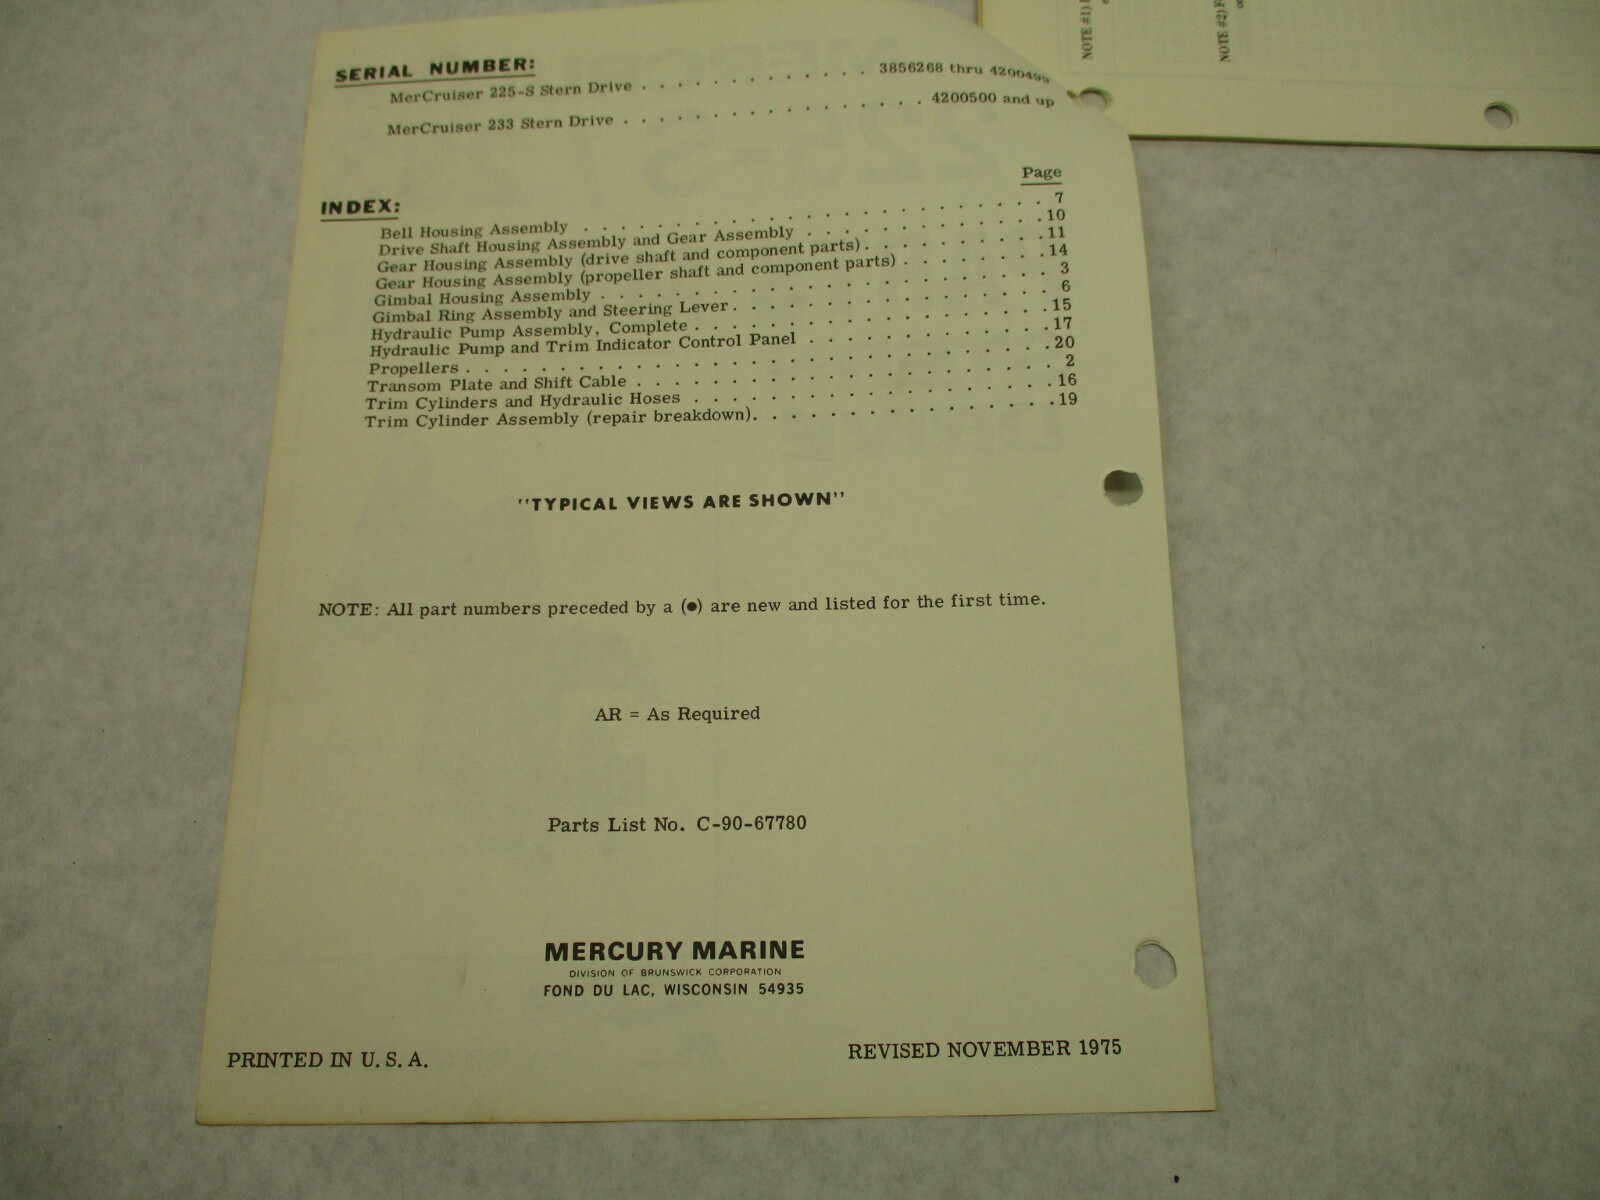 SERIAL NUMBER:
MerCruiser 225-S Stern Drive . . . . . . . . . . . . . 3856268 thru 4200499
MerCruiser 233 Stern Drive . . . . . . . . . . . . . . . . 4200500 and up
Page
INDEX:
Bell Housing Assembly . . . . . . . . . . . . . . . . . . . . 7
Drive Shaft Housing Assembly and Gear Assembly . . . . . . . . . . . 10
Gear Housing Assembly (drive shaft and component parts) . . . . . . . . . 11
Gear Housing Assembly (propeller shaft and component parts) . . . . . . . 14
Gimbal Housing Assembly . . . . . . . . . . . . . . . . . . . 3
Gimbal Ring Assembly and Steering Lever . . . . . . . . . . . . . . 6
Hydraulic Pump Assembly, Complete . . . . . . . . . . . . . . . 15
Hydraulic Pump and Trim Indicator Control Panel . . . . . . . . . . . 17
Propellers . . . . . . . . . . . . . . . . . . . . . . . . 20
Transom Plate and Shift Cable . . . . . . . . . . . . . . . . . 2
Trim Cylinders and Hydraulic Hoses . . . . . . . . . . . . . . . 16
Trim Cylinder Assembly (repair breakdown) . . . . . . . . . . . . . 19
"TYPICAL VIEWS ARE SHOWN"
NOTE: All part numbers preceded by a (●) are new and listed for the first time.
AR = As Required
Parts List No. C-90-67780
MERCURY MARINE
DIVISION OF BRUNSWICK CORPORATION
FOND DU LAC, WISCONSIN 54935
PRINTED IN U. S. A.
REVISED NOVEMBER 1975
NOTE #1)
NOTE #2)